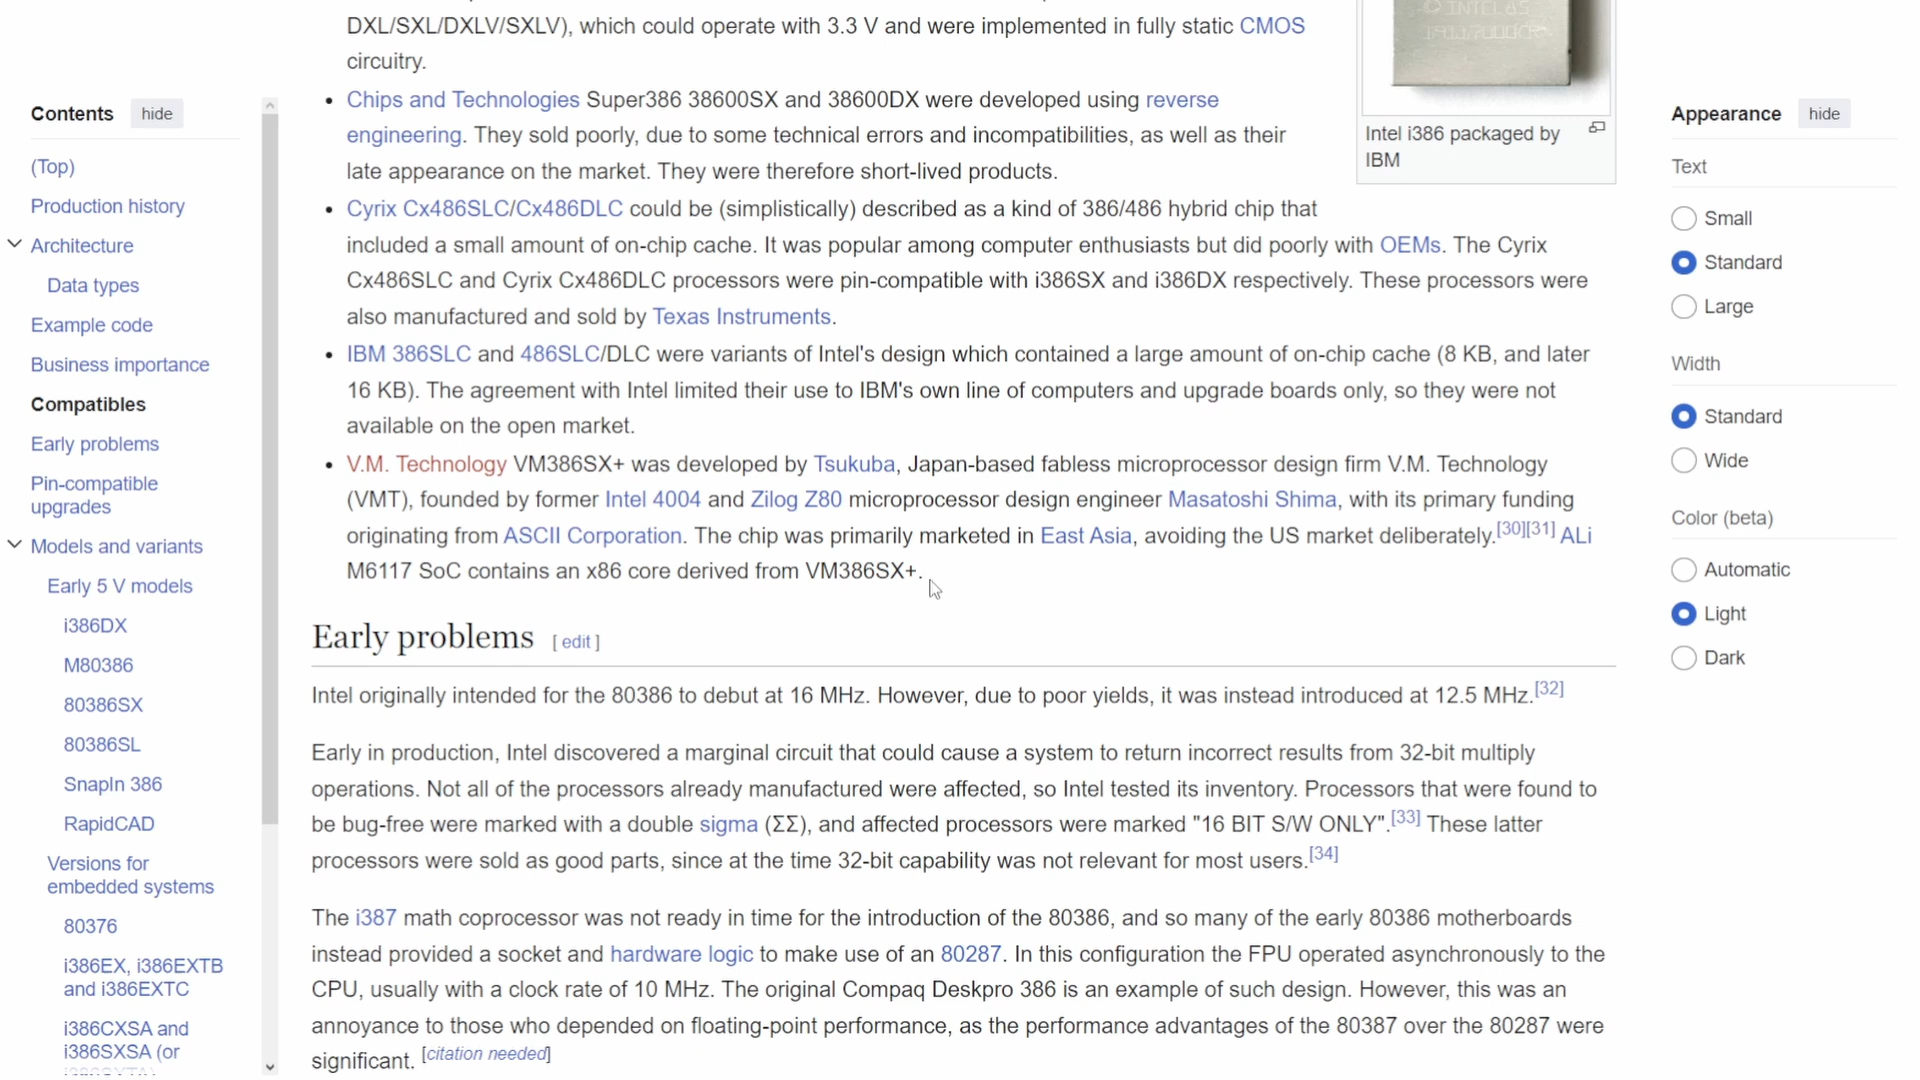 DXL/SXL/DXLV/SXLV), which could operate with 3.3 V and were implemented in fully static CMOS
circuitry.
Chips and Technologies Super386 38600SX and 38600DX were developed using reverse
engineering. They sold poorly, due to some technical errors and incompatibilities, as well as their
late appearance on the market. They were therefore short-lived products.
Cyrix Cx486SLC/Cx486DLC could be (simplistically) described as a kind of 386/486 hybrid chip that
included a small amount of on-chip cache. It was popular among computer enthusiasts but did poorly with OEMs. The Cyrix
Cx486SLC and Cyrix Cx486DLC processors were pin-compatible with i386SX and i386DX respectively. These processors were
also manufactured and sold by Texas Instruments.
IBM 386SLC and 486SLC/DLC were variants of Intel's design which contained a large amount of on-chip cache (8 KB, and later
16 KB). The agreement with Intel limited their use to IBM's own line of computers and upgrade boards only, so they were not
available on the open market.
V.M. Technology VM386SX+ was developed by Tsukuba, Japan-based fabless microprocessor design firm V.M. Technology
(VMT), founded by former Intel 4004 and Zilog Z80 microprocessor design engineer Masatoshi Shima, with its primary funding
originating from ASCII Corporation. The chip was primarily marketed in East Asia, avoiding the US market deliberately.[30][31] ALi
M6117 SoC contains an x86 core derived from VM386SX+.
Intel i386 packaged by
IBM
Early problems [ edit ]
Intel originally intended for the 80386 to debut at 16 MHz. However, due to poor yields, it was instead introduced at 12.5 MHz.[32]
Early in production, Intel discovered a marginal circuit that could cause a system to return incorrect results from 32-bit multiply
operations. Not all of the processors already manufactured were affected, so Intel tested its inventory. Processors that were found to
be bug-free were marked with a double sigma (ΣΣ), and affected processors were marked "16 BIT S/W ONLY".[33] These latter
processors were sold as good parts, since at the time 32-bit capability was not relevant for most users.[34]
The i387 math coprocessor was not ready in time for the introduction of the 80386, and so many of the early 80386 motherboards
instead provided a socket and hardware logic to make use of an 80287. In this configuration the FPU operated asynchronously to the
CPU, usually with a clock rate of 10 MHz. The original Compaq Deskpro 386 is an example of such design. However, this was an
annoyance to those who depended on floating-point performance, as the performance advantages of the 80387 over the 80287 were
significant. [citation needed]
Contents hide
(Top)
Production history
Architecture
Data types
Example code
Business importance
Compatibles
Early problems
Pin-compatible
upgrades
Models and variants
Early 5 V models
i386DX
M80386
80386SX
80386SL
SnapIn 386
RapidCAD
Versions for
embedded systems
80376
i386EX, i386EXTB
and i386EXTC
i386CXSA and
i386SXSA (or
Appearance hide
Text
Small
Standard
Large
Width
Standard
Wide
Color (beta)
Automatic
Light
Dark